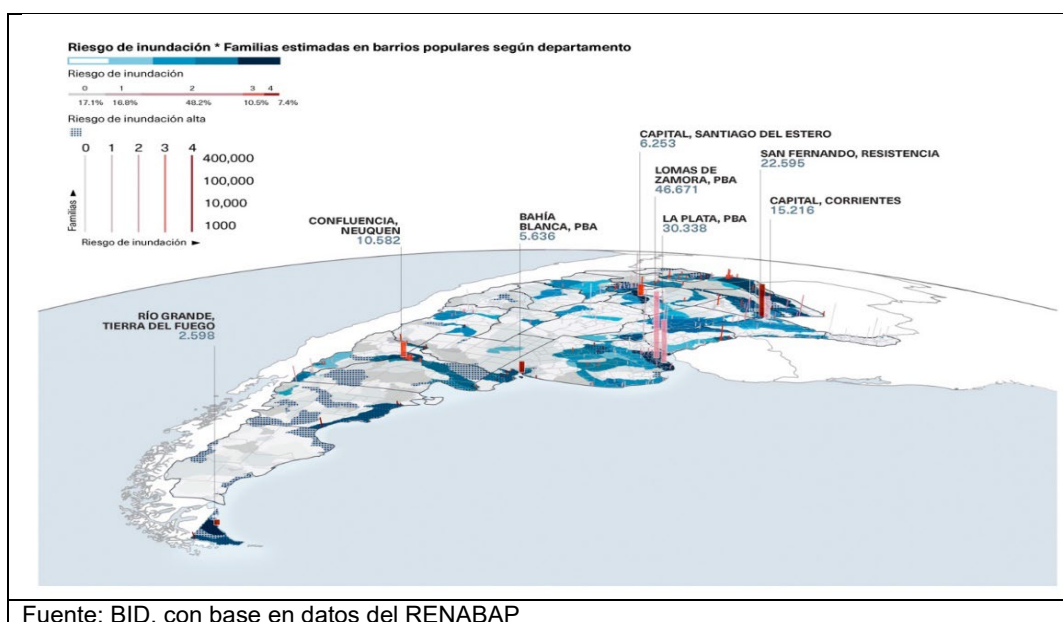 Riesgo de inundación * Familias estimadas en barrios populares según departamento
Riesgo de inundación
0 1 2 3 4
17.1% 16.8% 48.2% 10.5% 7.4%
Riesgo de inundación alta
0 1 2 3 4
400,000
100,000
10,000
1000
Familias
Riesgo de inundación
CAPITAL, SANTIAGO DEL ESTERO
6.253
SAN FERNANDO, RESISTENCIA
22.595
LOMAS DE
ZAMORA, PBA
46.671
CAPITAL, CORRIENTES
15.216
LA PLATA, PBA
30.338
BAHÍA
BLANCA, PBA
5.636
CONFLUENCIA,
NEUQUEN
10.582
RÍO GRANDE,
TIERRA DEL FUEGO
2.598
Fuente: BID, con base en datos del RENABAP